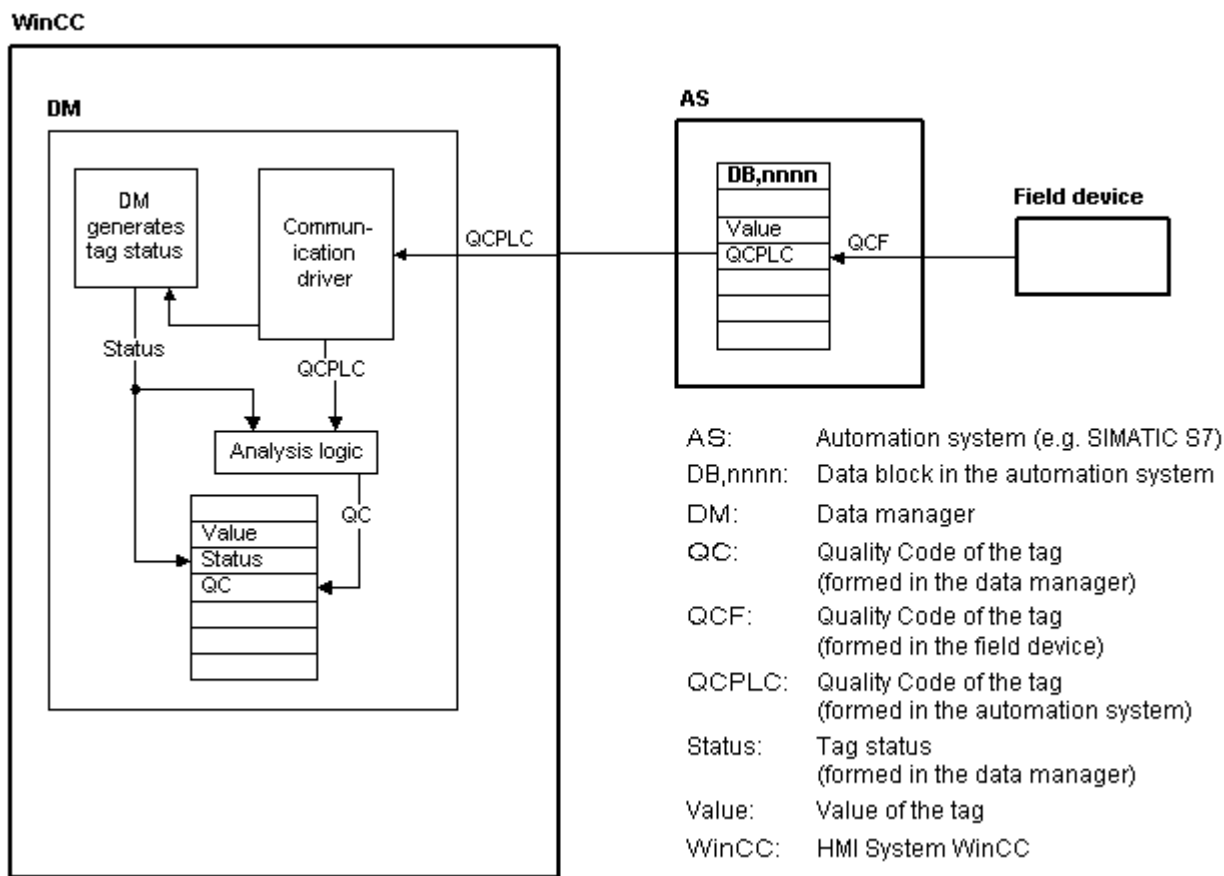 WinCC
DM
DM
generates
tag status
Commun-
ication
driver
QCPLC
Status
QCPLC
Analysis logic
QC
Value
Status
QC
AS
DB,nnnn
Value
QCPLC
QCF
Field device
AS: Automation system (e.g. SIMATIC S7)
DB,nnnn: Data block in the automation system
DM: Data manager
QC: Quality Code of the tag
(formed in the data manager)
QCF: Quality Code of the tag
(formed in the field device)
QCPLC: Quality Code of the tag
(formed in the automation system)
Status: Tag status
(formed in the data manager)
Value: Value of the tag
WinCC: HMI System WinCC